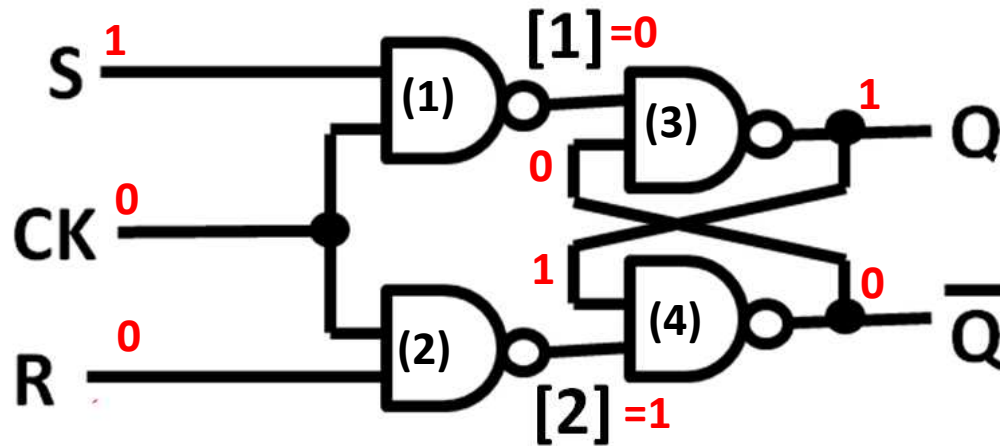 S 1 (1) [1] =0 (3) 1 Q
0
CK 0
1 0
R 0 (2) (4) Q̅
[2] =1